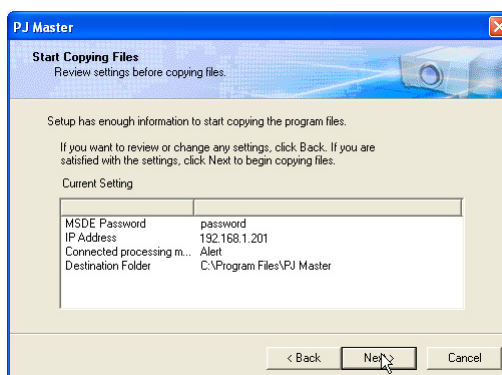 PJ Master
Start Copying Files
Review settings before copying files.
Setup has enough information to start copying the program files.
If you want to review or change any settings, click Back. If you are
satisfied with the settings, click Next to begin copying files.
Current Setting
MSDE Password password
IP Address 192.168.1.201
Connected processing m... Alert
Destination Folder C:\Program Files\PJ Master
< Back Next > Cancel